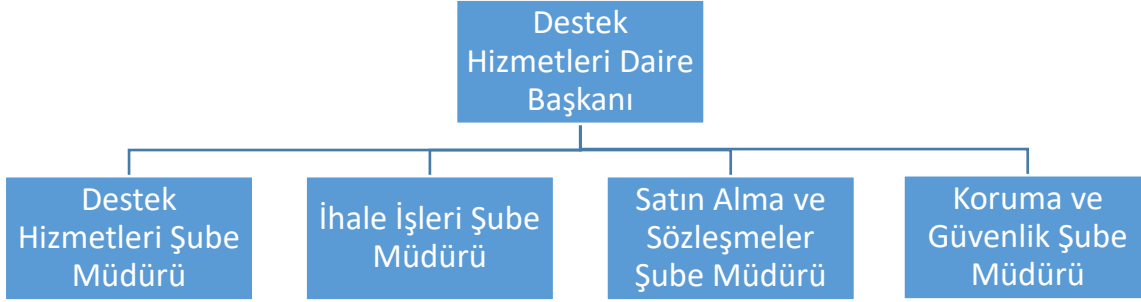 Destek
Hizmetleri Daire
Başkanı
Destek
Hizmetleri Şube
Müdürü
İhale İşleri Şube
Müdürü
Satın Alma ve
Sözleşmeler
Şube Müdürü
Koruma ve
Güvenlik Şube
Müdürü